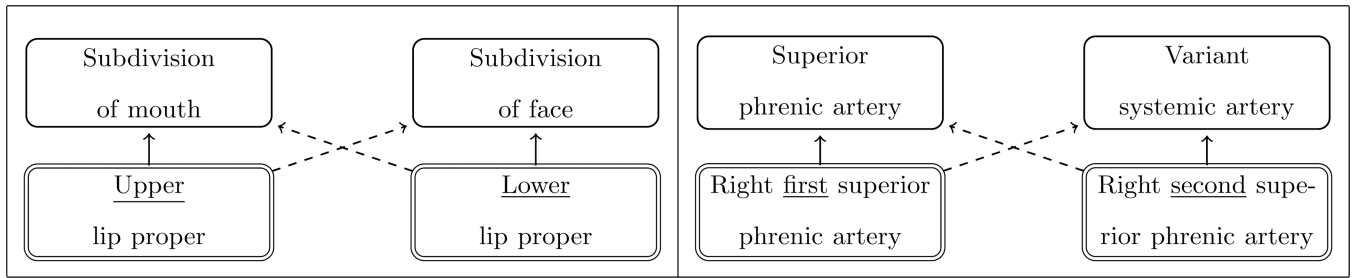 Subdivision
of mouth
Subdivision
of face
Upper
lip proper
Lower
lip proper
Superior
phrenic artery
Variant
systemic artery
Right first superior
phrenic artery
Right second supe-
rior phrenic artery